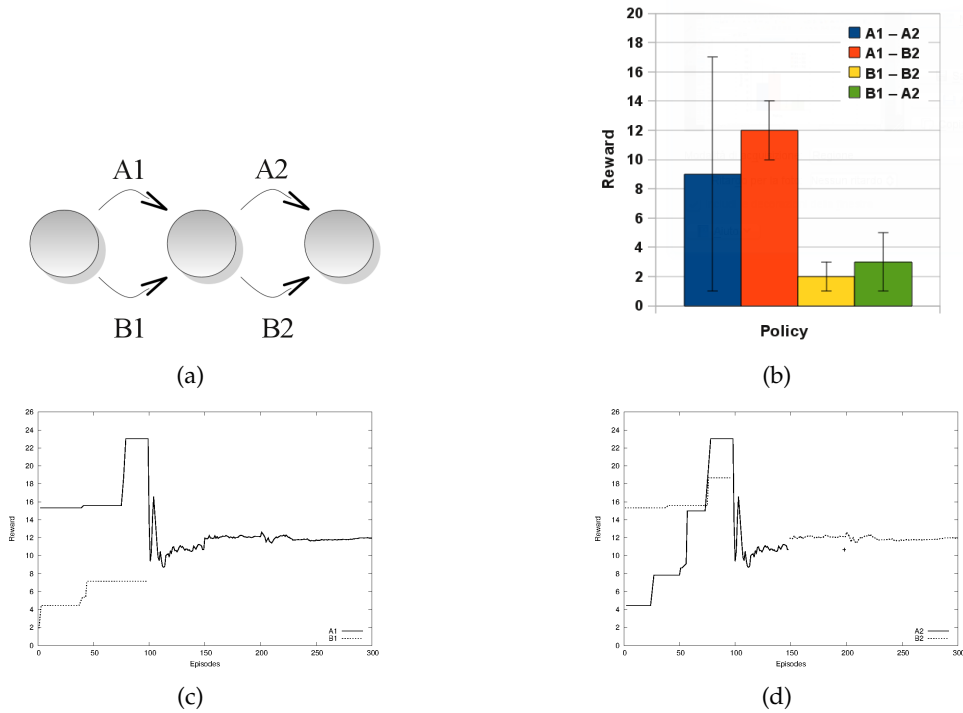 A1
A2
B1
B2
(a)
20
18
16
14
12
10
8
6
4
2
0
Reward
Policy
A1 – A2
A1 – B2
B1 – B2
B1 – A2
(b)
26
24
22
20
18
16
14
12
10
8
6
4
2
0
Reward
0 50 100 150 200 250 300
Episodes
A1
B1
(c)
26
24
22
20
18
16
14
12
10
8
6
4
2
0
Reward
0 50 100 150 200 250 300
Episodes
A2
B2
(d)